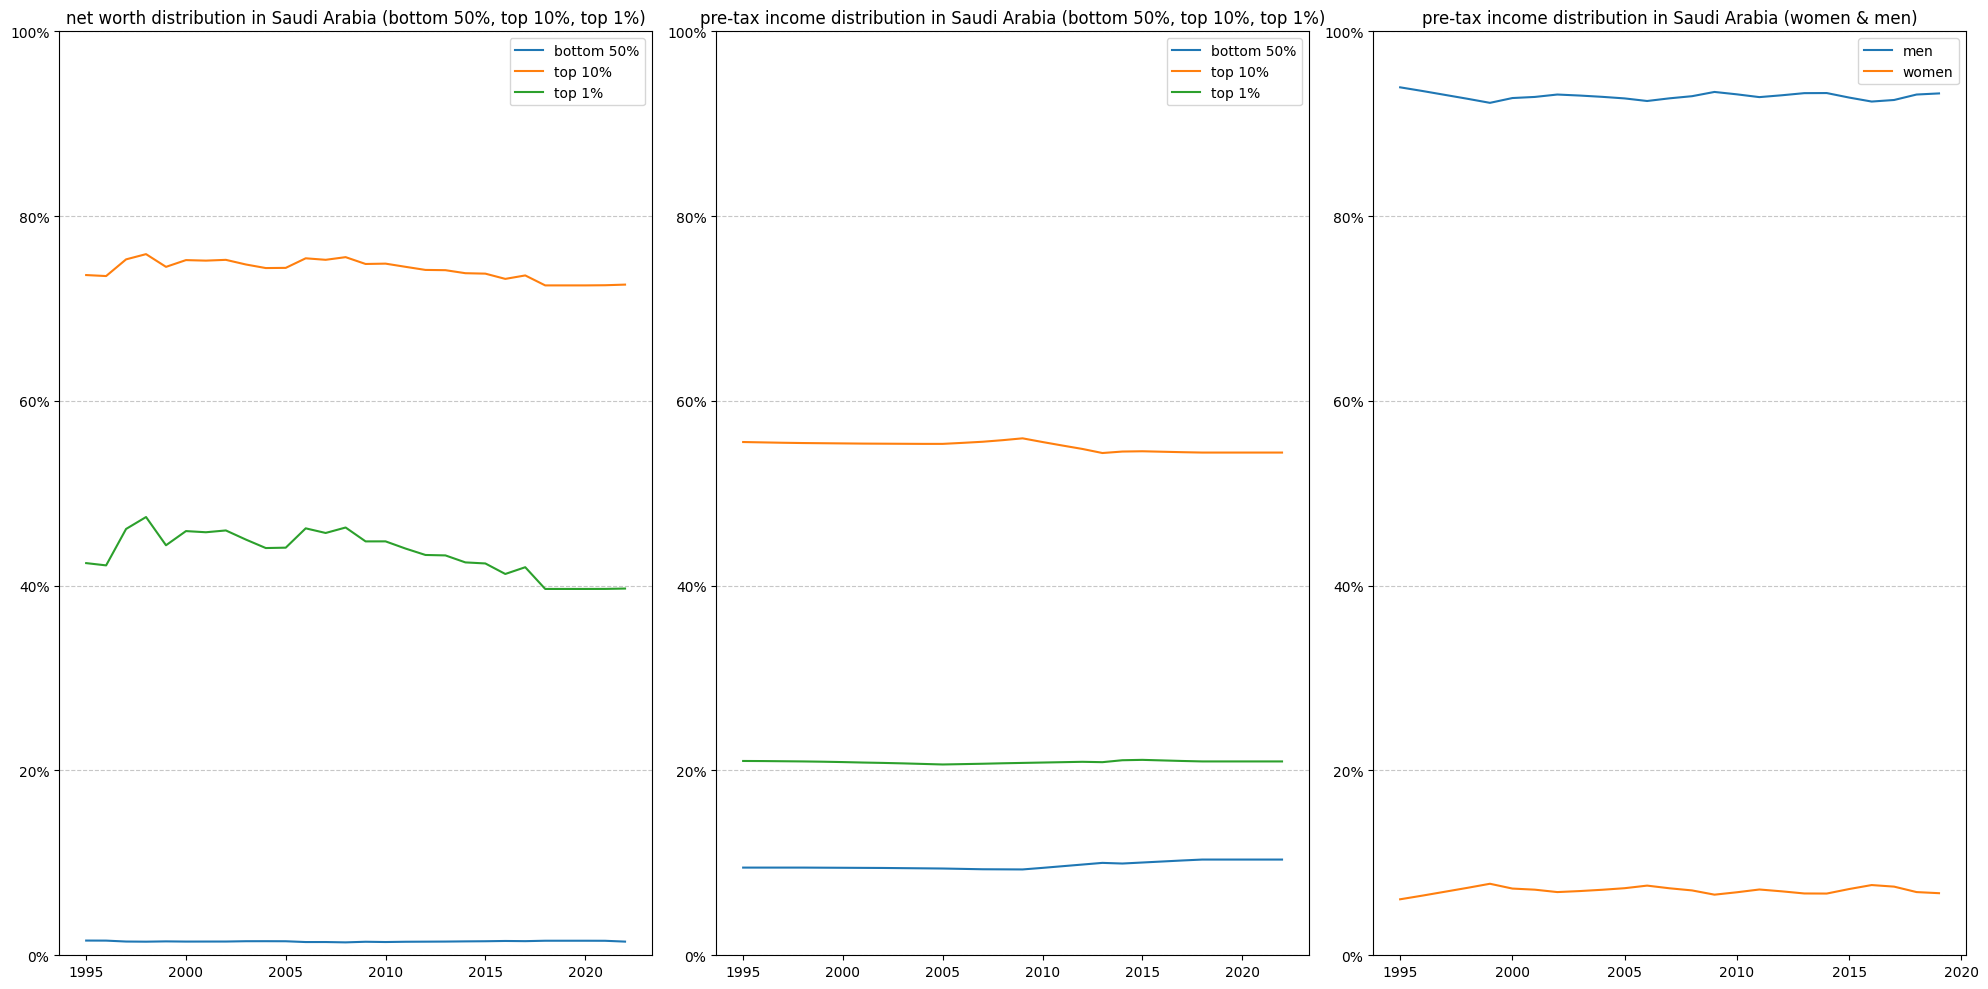 net worth distribution in Saudi Arabia (bottom 50%, top 10%, top 1%)
100%
80%
60%
40%
20%
0%
1995 2000 2005 2010 2015 2020
bottom 50%
top 10%
top 1%
pre-tax income distribution in Saudi Arabia (bottom 50%, top 10%, top 1%)
100%
80%
60%
40%
20%
0%
1995 2000 2005 2010 2015 2020
bottom 50%
top 10%
top 1%
pre-tax income distribution in Saudi Arabia (women & men)
100%
80%
60%
40%
20%
0%
1995 2000 2005 2010 2015 2020
men
women